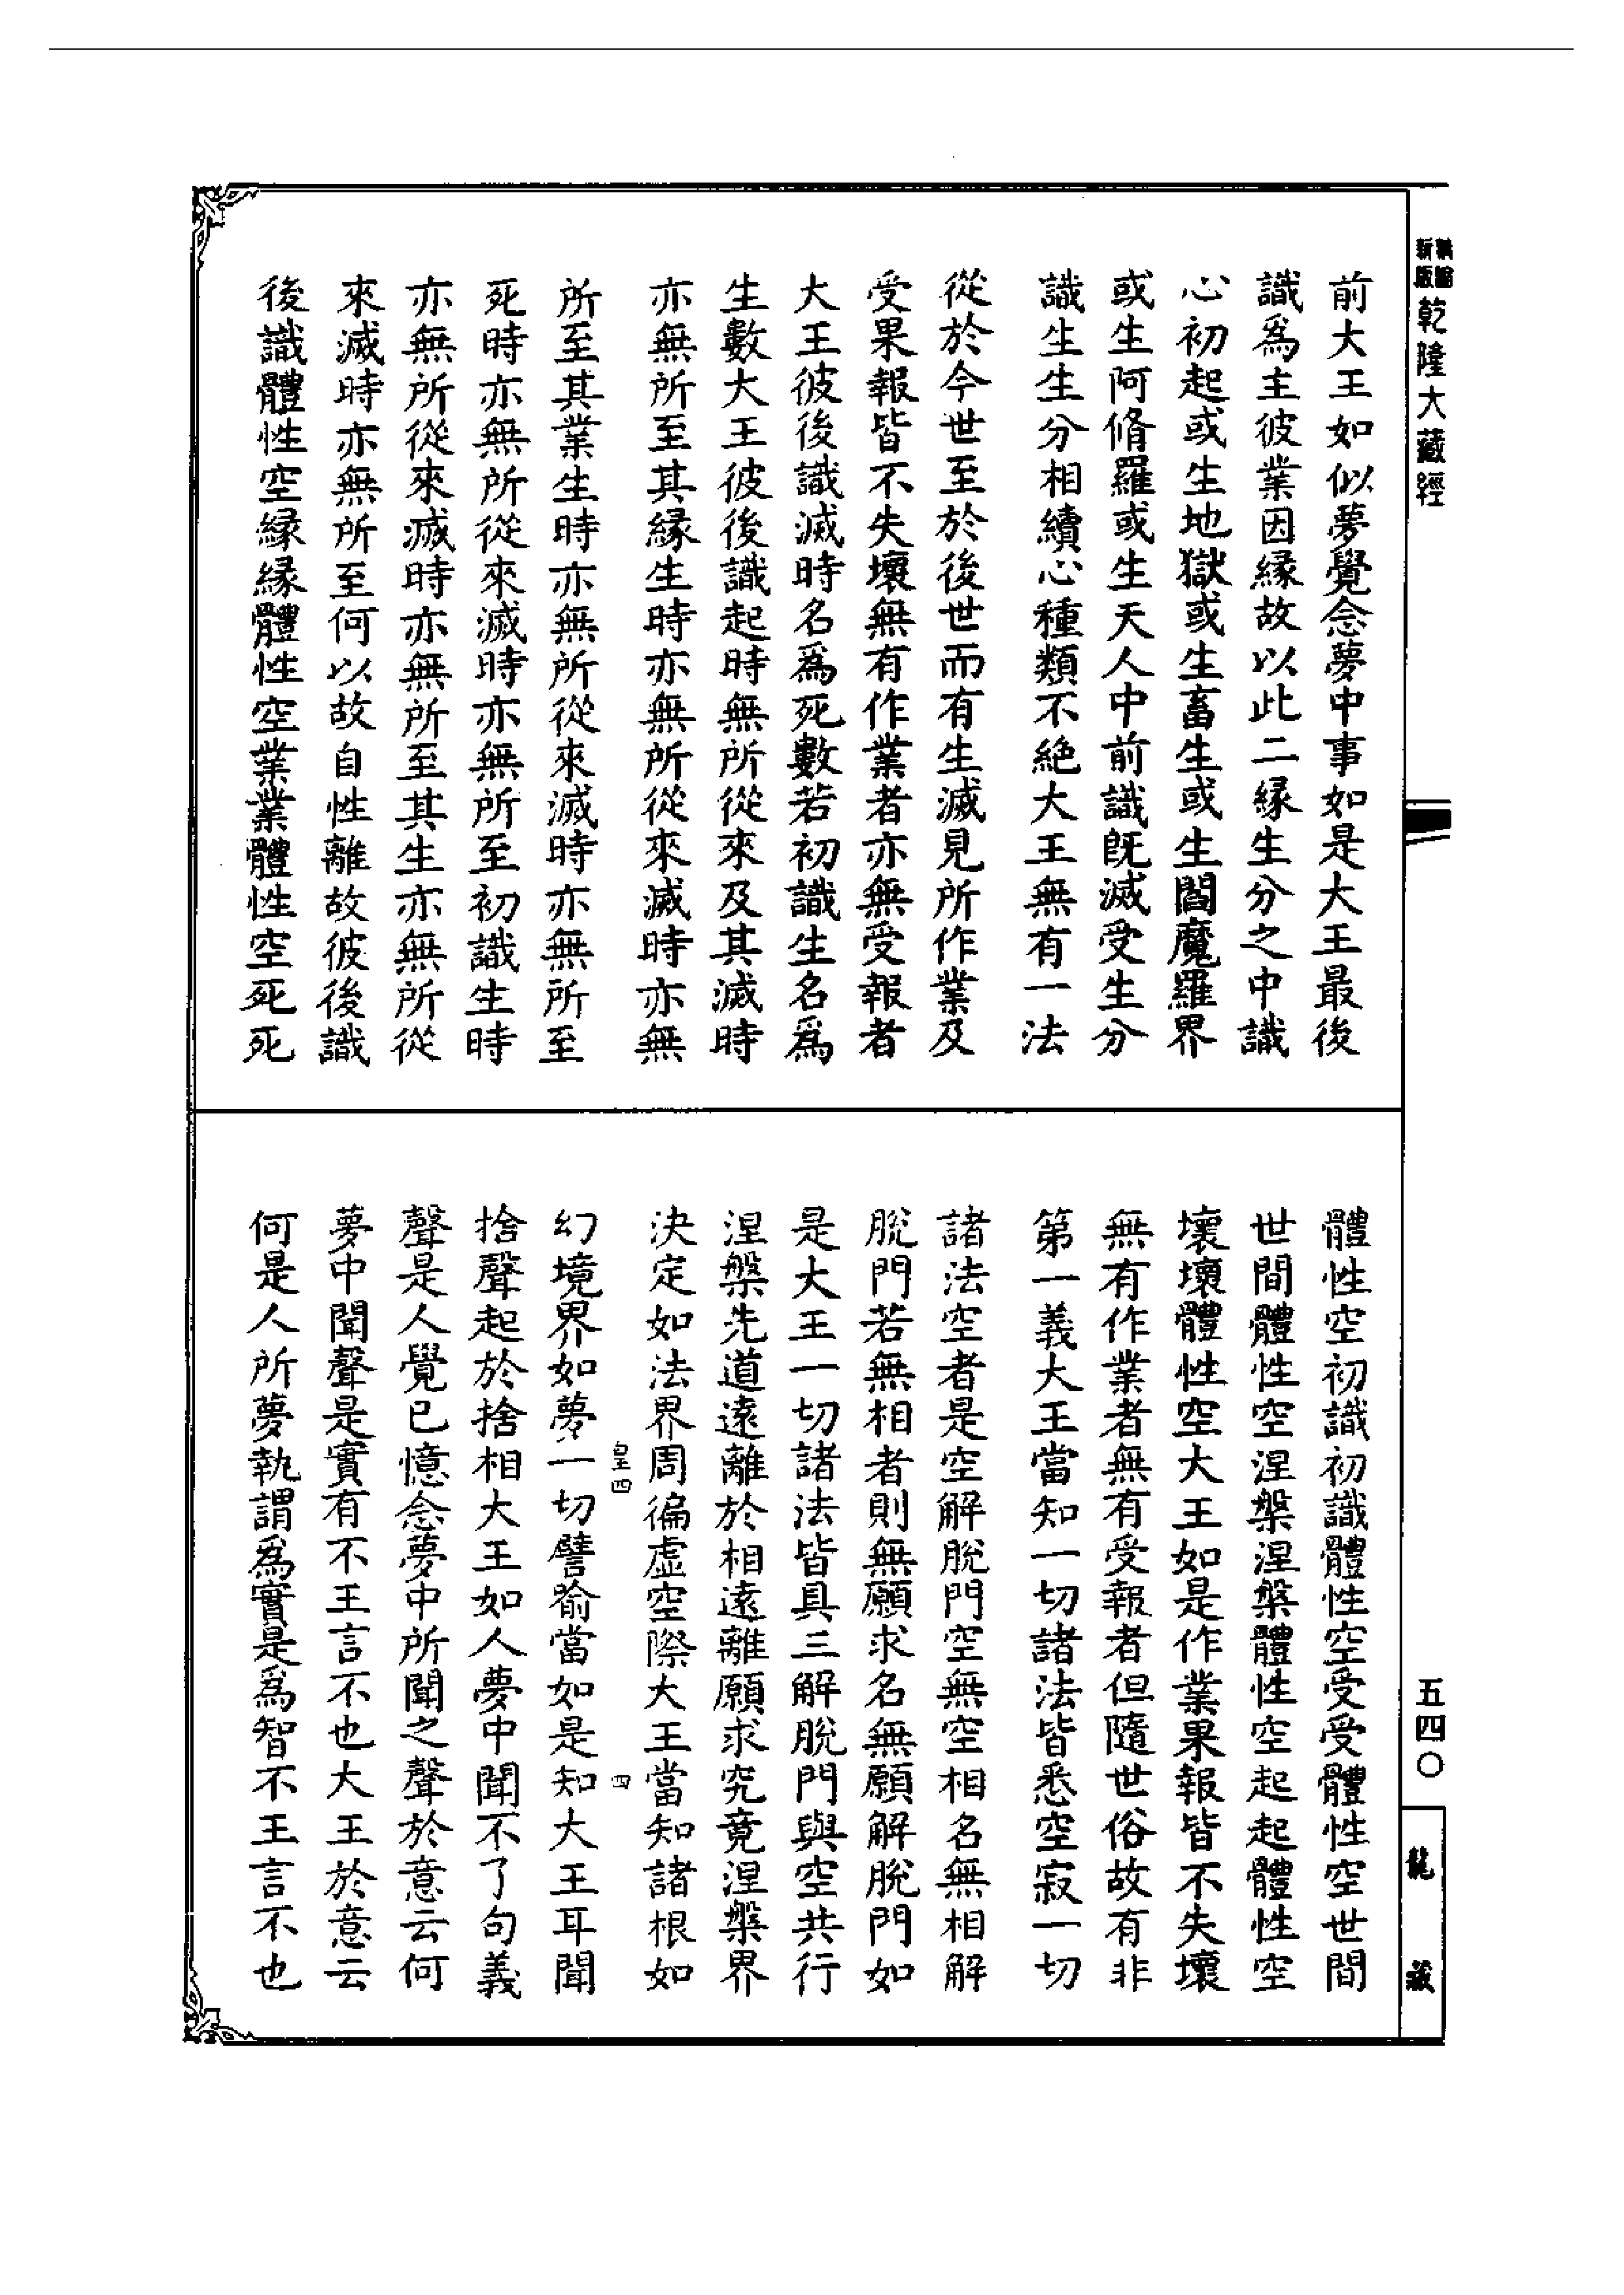 新版
乾隆大藏經
前大王如似夢覺念夢中事如是大王最後
識爲主彼業因緣故以此二緣生分之中識
心初起或生地獄或生畜生或生閻魔羅界
或生阿脩羅或生天人中前識旣滅受生分
識生生分相續心種類不絶大王無有一法
從於今世至於後世而有生滅見所作業及
受果報皆不失壞無有作業者亦無受報者
大王彼後識滅時名爲死數若初識生名爲
生數大王彼後識起時無所從來及其滅時
亦無所至其緣生時亦無所從來滅時亦無
所至其業生時亦無所從來滅時亦無所至
死時亦無所從來滅時亦無所至初識生時
亦無所從來滅時亦無所至其生亦無所從
來滅時亦無所至何以故自性離故彼後識
後識體性空緣緣體性空業業體性空死死
體性空初識初識體性空受受體性空世間
世間體性空涅槃涅槃體性空起起體性空
壞壞體性空大王如是作業果報皆不失壞
無有作業者無有受報者但隨世俗故有非
第一義大王當知一切諸法皆悉空寂一切
諸法空者是空解脫門空無空相名無相解
脫門若無相者則無願求名無願解脫門如
是大王一切諸法皆具三解脫門與空共行
涅槃先道遠離於相遠離願求究竟涅槃界
決定如法界周徧虛空際大王當知諸根如
皇四 四
幻境界如夢一切譬喻當如是知大王耳聞
捨聲起於捨相大王如人夢中聞不了句義
聲是人覺已憶念夢中所聞之聲於意云何
夢中聞聲是實有不王言不也大王於意云
何是人所夢執謂爲實是爲智不王言不也
五四〇
龍藏